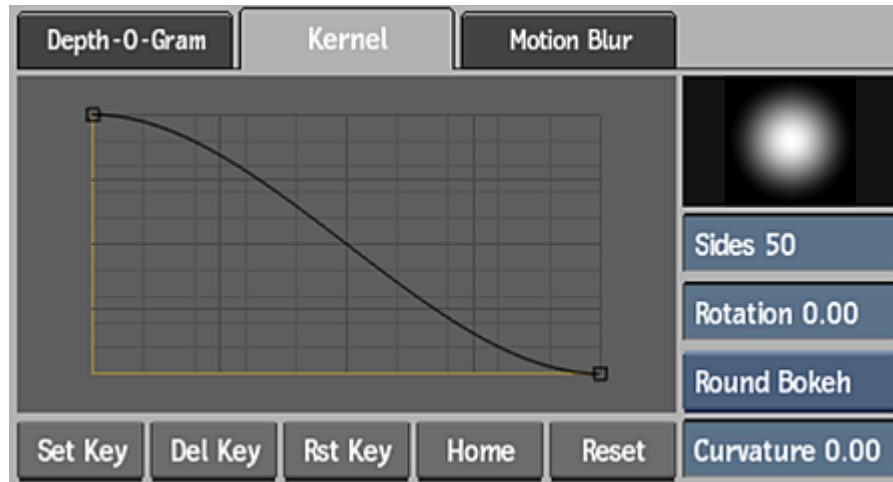 Depth-O-Gram
Kernel
Motion Blur
Sides 50
Rotation 0.00
Round Bokeh
Set Key
Del Key
Rst Key
Home
Reset
Curvature 0.00